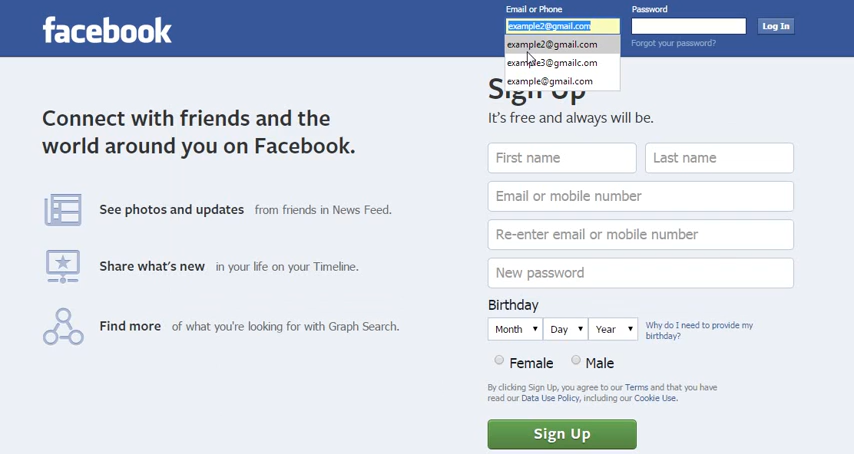 facebook
Email or Phone
Password
example2@gmail.com
Log In
example2@gmail.com
Forgot your password?
example3@gmailc.om
example@gmail.com
Sign Up
It's free and always will be.
Connect with friends and the
world around you on Facebook.
First name
Last name
Email or mobile number
See photos and updates from friends in News Feed.
Re-enter email or mobile number
Share what's new in your life on your Timeline.
New password
Birthday
Find more of what you're looking for with Graph Search.
Month
Day
Year
Why do I need to provide my
birthday?
Female
Male
By clicking Sign Up, you agree to our Terms and that you have
read our Data Use Policy, including our Cookie Use.
Sign Up